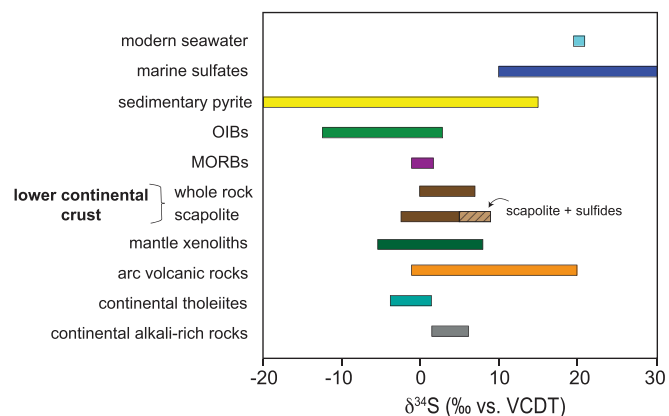 modern seawater
marine sulfates
sedimentary pyrite
OIBs
MORBs
lower continental
crust
whole rock
scapolite
scapolite + sulfides
mantle xenoliths
arc volcanic rocks
continental tholeiites
continental alkali-rich rocks
-20 -10 0 10 20 30
δ³⁴S (‰ vs. VCDT)